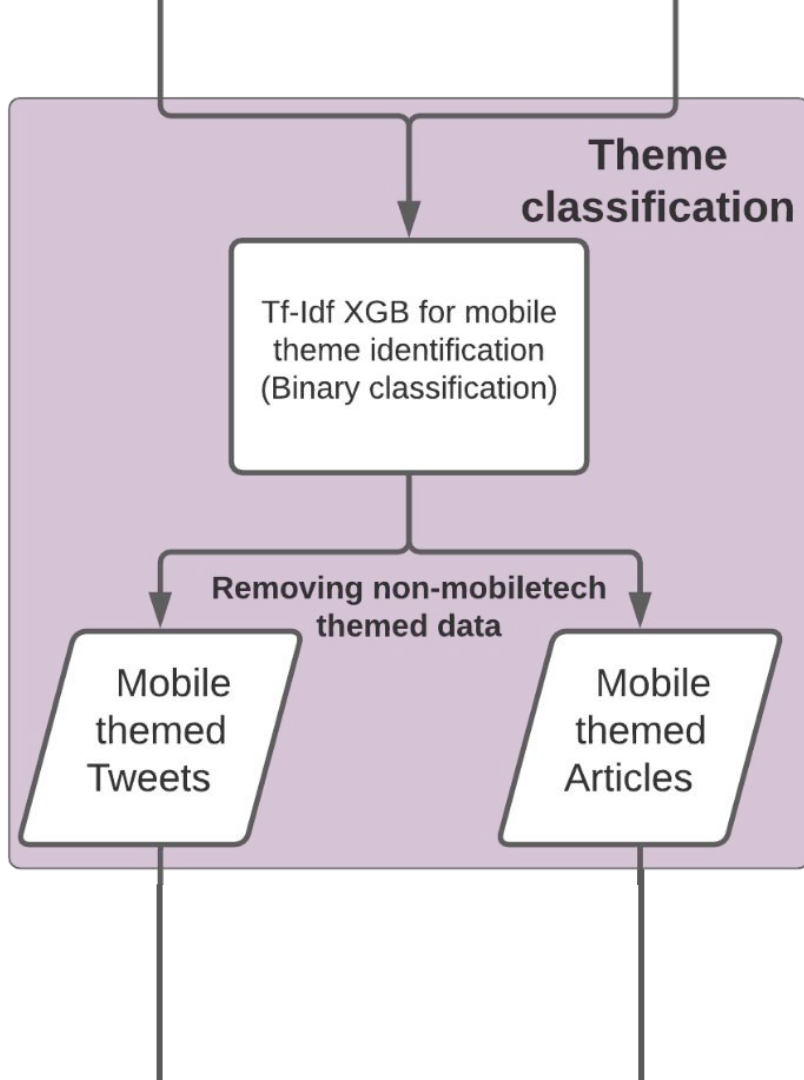 Theme
classification
Tf-Idf XGB for mobile
theme identification
(Binary classification)
Removing non-mobiletech
themed data
Mobile
themed
Tweets
Mobile
themed
Articles